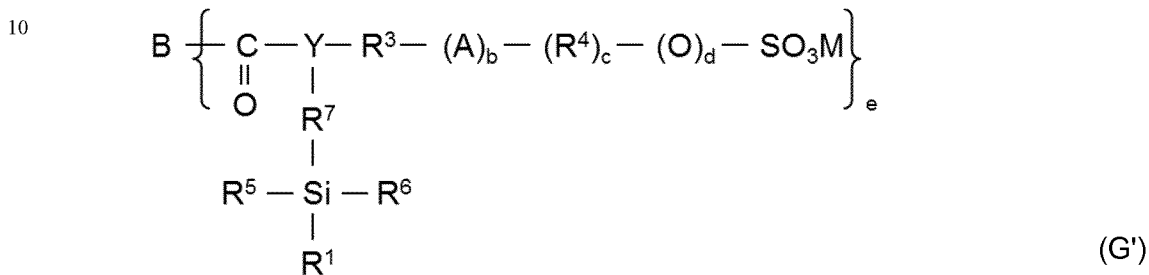 10
B { C — Y — R³ — (A)b — (R⁴)c — (O)d — SO₃M } e
O
R⁷
R⁵ — Si — R⁶
R¹
(G')